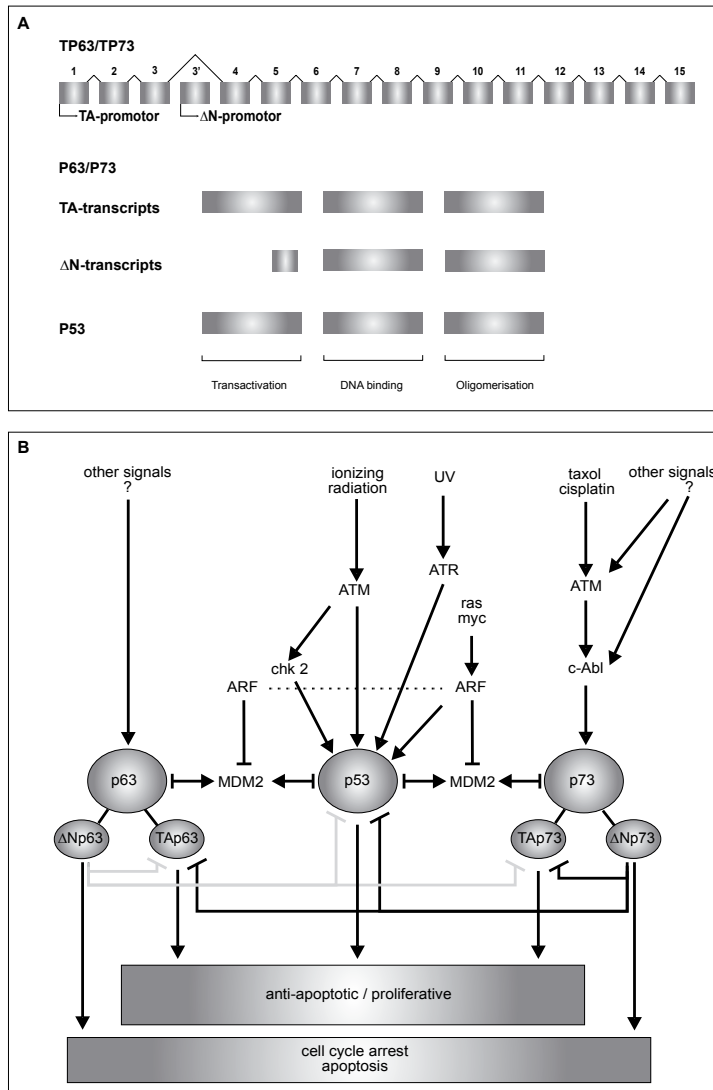 A
TP63/TP73
1 2 3 3' 4 5 6 7 8 9 10 11 12 13 14 15
TA-promotor ΔN-promotor
P63/P73
TA-transcripts
ΔN-transcripts
P53
Transactivation DNA binding Oligomerisation
B
other signals
?
ionizing
radiation
UV
taxol
cisplatin
other signals
?
ATM
ATR
ATM
ras
myc
chk 2
c-Abl
ARF
ARF
p63 MDM2 p53 MDM2 p73
ΔNp63 TAp63 TAp73 ΔNp73
anti-apoptotic / proliferative
cell cycle arrest
apoptosis